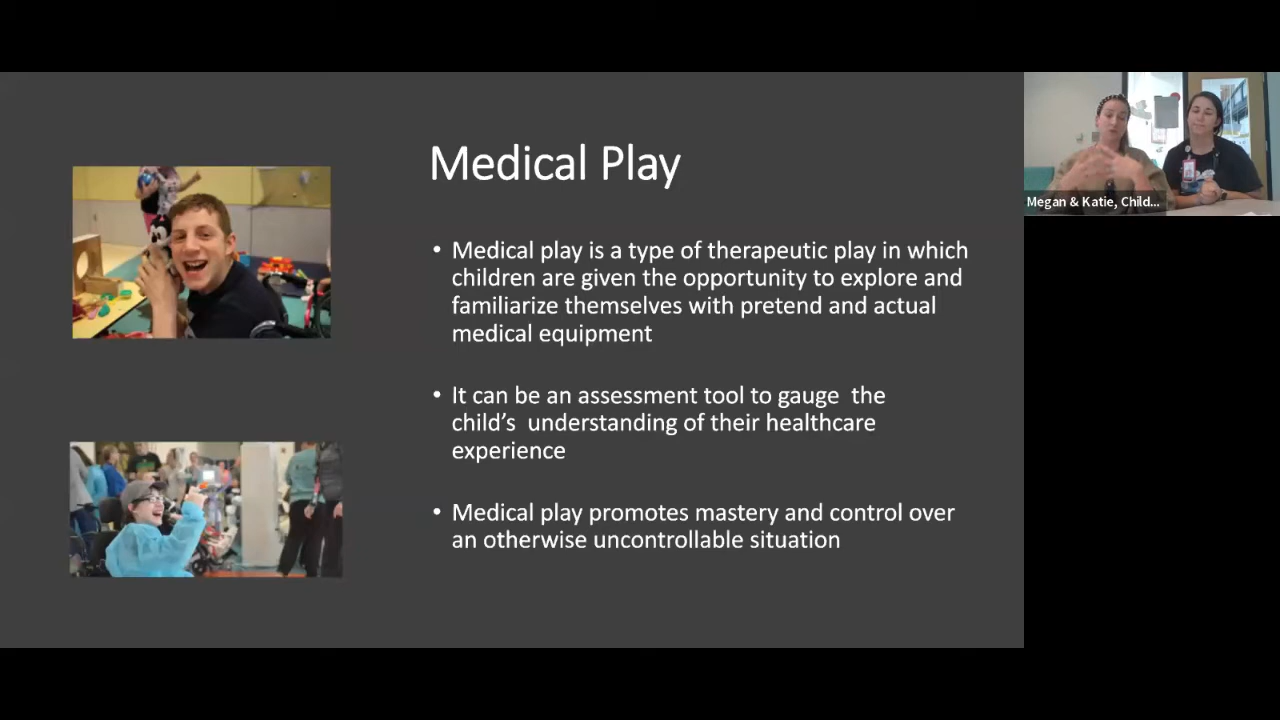 Medical Play
• Medical play is a type of therapeutic play in which
children are given the opportunity to explore and
familiarize themselves with pretend and actual
medical equipment
• It can be an assessment tool to gauge  the
child’s  understanding of their healthcare
experience
• Medical play promotes mastery and control over
an otherwise uncontrollable situation
Megan & Katie, Child...